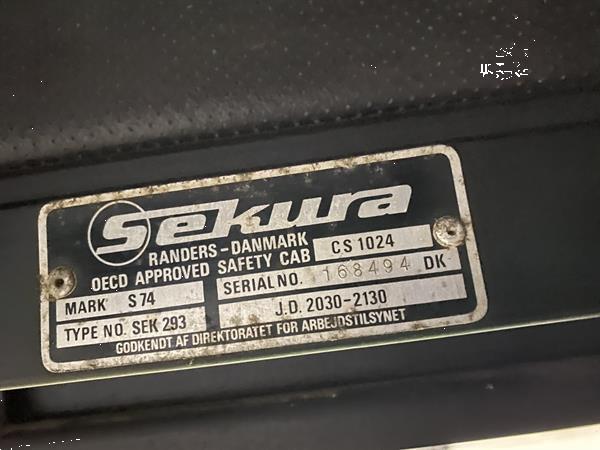 Sekura
RANDERS-DANMARK
OECD APPROVED SAFETY CAB CS 1024
MARK S 74 SERIAL NO. 168494 DK
TYPE NO. SEK 293 J.D. 2030-2130
GODKENDT AF DIREKTORATET FOR ARBEJDSTILSYNET